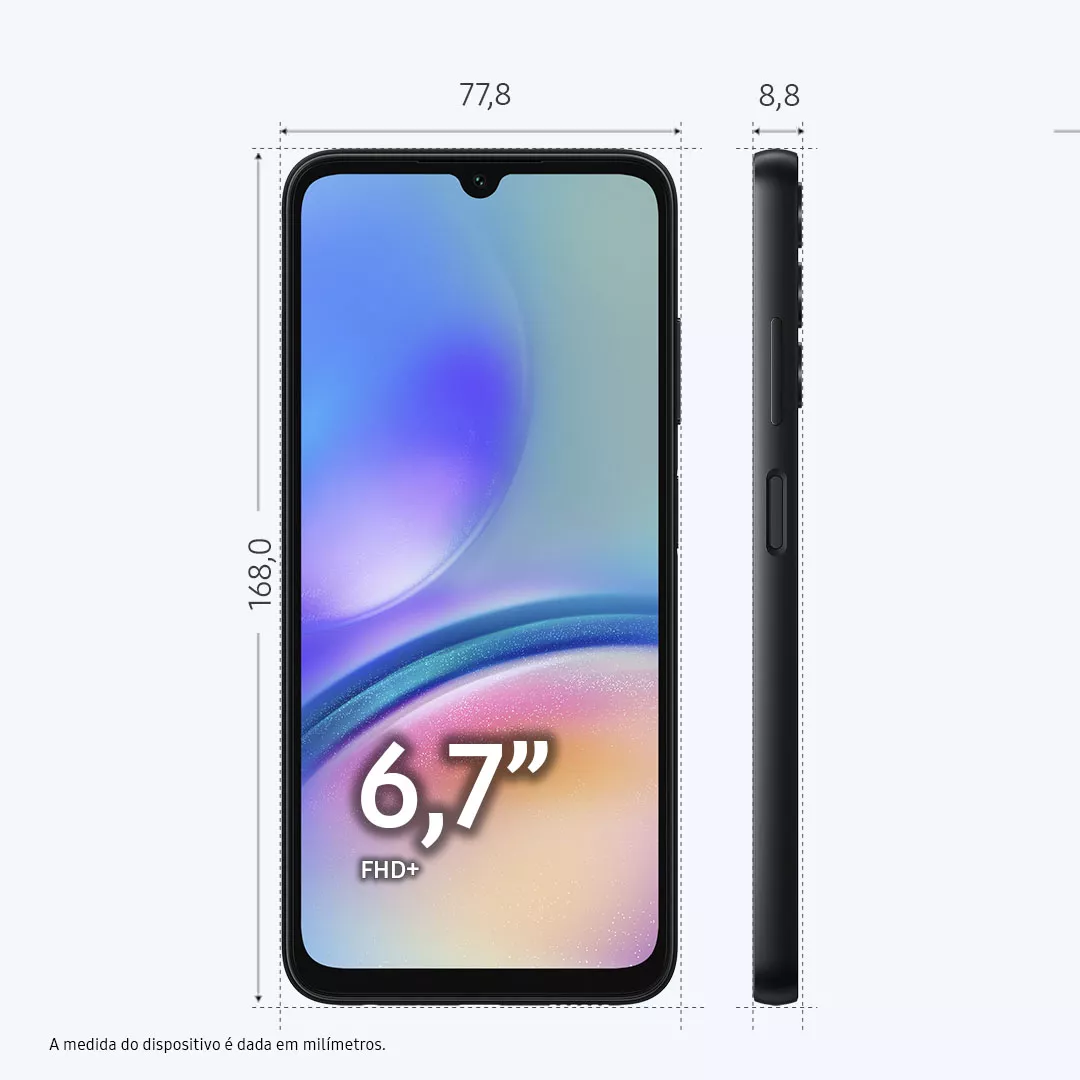 77,8
8,8
168,0
6,7”
FHD+
A medida do dispositivo é dada em milímetros.